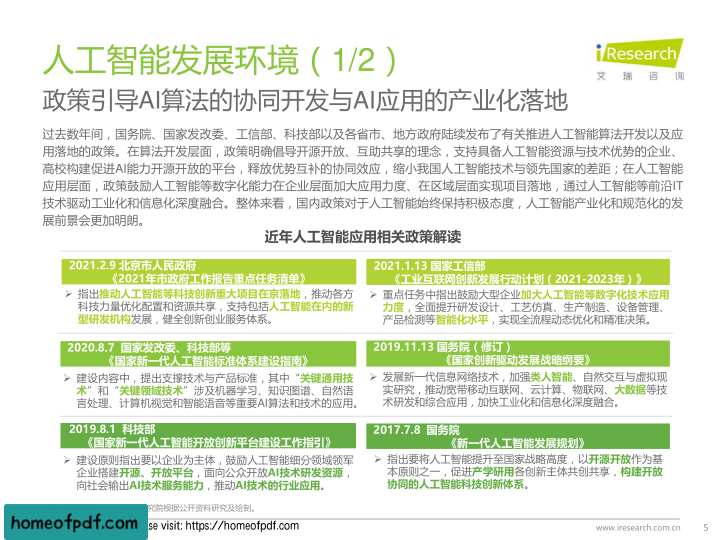 人工智能发展环境（1/2）
iResearch
艾 瑞 咨 询
政策引导AI算法的协同开发与AI应用的产业化落地
过去数年间，国务院、国家发改委、工信部、科技部以及各省市、地方政府陆续发布了有关推进人工智能算法开发以及应
用落地的政策。在算法开发层面，政策明确倡导开源开放、互助共享的理念，支持具备人工智能资源与技术优势的企业、
高校构建促进AI能力开源开放的平台，释放优势互补的协同效应，缩小我国人工智能技术与领先国家的差距；在人工智能
应用层面，政策鼓励人工智能等数字化能力在企业层面加大应用力度、在区域层面实现项目落地，通过人工智能等前沿IT
技术驱动工业化和信息化深度融合。整体来看，国内政策对于人工智能始终保持积极态度，人工智能产业化和规范化的发
展前景会更加明朗。
近年人工智能应用相关政策解读
2021.2.9 北京市人民政府
《2021年市政府工作报告重点任务清单》
➢ 指出推动人工智能等科技创新重大项目在京落地，推动各方
科技力量优化配置和资源共享，支持包括人工智能在内的新
型研发机构发展，健全创新创业服务体系。
2021.1.13 国家工信部
《工业互联网创新发展行动计划（2021-2023年）》
➢ 重点任务中指出鼓励大型企业加大人工智能等数字化技术应用
力度，全面提升研发设计、工艺仿真、生产制造、设备管理、
产品检测等智能化水平，实现全流程动态优化和精准决策。
2020.8.7 国家发改委、科技部等
《国家新一代人工智能标准体系建设指南》
➢ 建设内容中，提出支撑技术与产品标准，其中“关键通用技
术”和“关键领域技术”涉及机器学习、知识图谱、自然语
言处理、计算机视觉和智能语音等重要AI算法和技术的应用。
2019.11.13 国务院（修订）
《国家创新驱动发展战略纲要》
➢ 发展新一代信息网络技术，加强类人智能、自然交互与虚拟现
实研究，推动宽带移动互联网、云计算、物联网、大数据等技
术研发和综合应用，加快工业化和信息化深度融合。
2019.8.1 科技部
《国家新一代人工智能开放创新平台建设工作指引》
➢ 建设原则指出要以企业为主体，鼓励人工智能细分领域领军
企业搭建开源、开放平台，面向公众开放AI技术研发资源，
向社会输出AI技术服务能力，推动AI技术的行业应用。
2017.7.8 国务院
《新一代人工智能发展规划》
➢ 指出要将人工智能提升至国家战略高度，以开源开放作为基
本原则之一，促进产学研用各创新主体共创共享，构建开放
协同的人工智能科技创新体系。
究院根据公开资料研究及绘制。
homeofpdf.com
se visit: https://homeofpdf.com
www.iresearch.com.cn
5